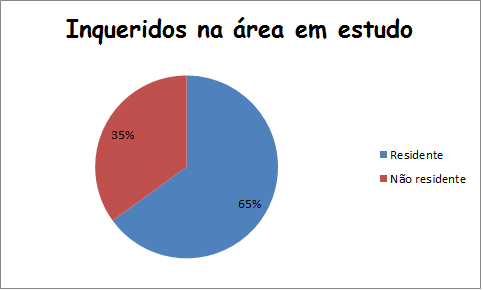 Inqueridos na área em estudo
35%
65%
Residente
Não residente